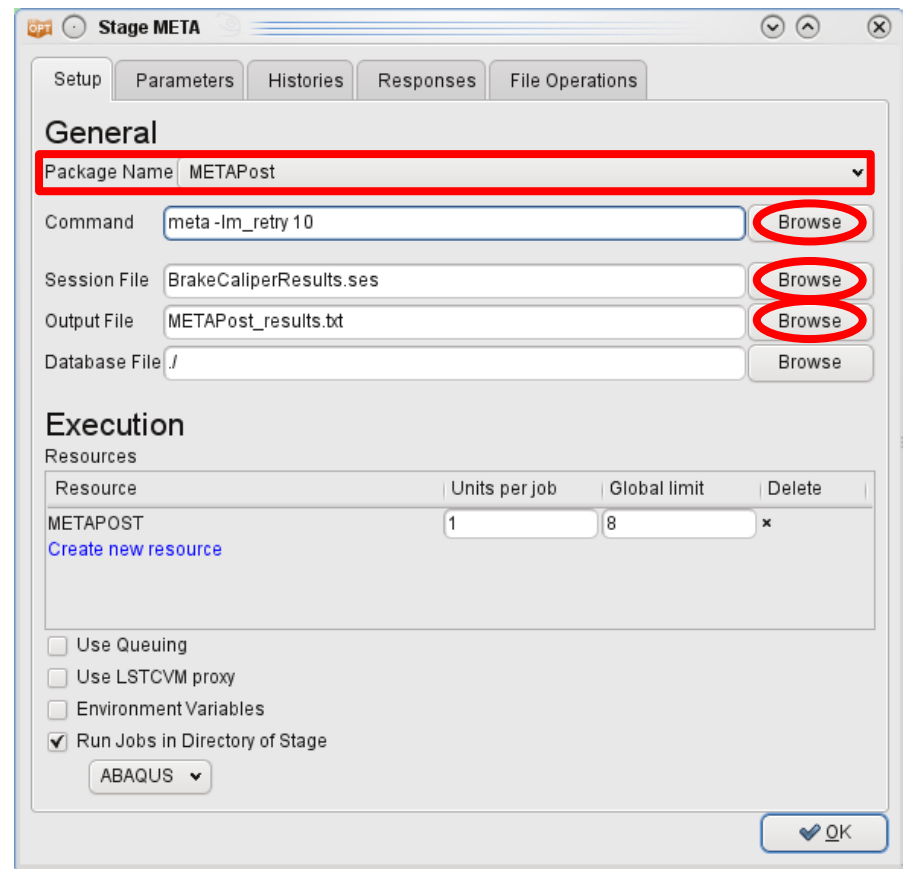 OPT Stage META
Setup Parameters Histories Responses File Operations
General
Package Name METAPost
Command meta -lm_retry 10 Browse
Session File BrakeCaliperResults.ses Browse
Output File METAPost_results.txt Browse
Database File ./ Browse
Execution
Resources
Resource Units per job Global limit Delete
METAPOST 1 8 ×
Create new resource
Use Queuing
Use LSTCVM proxy
Environment Variables
Run Jobs in Directory of Stage
ABAQUS
OK